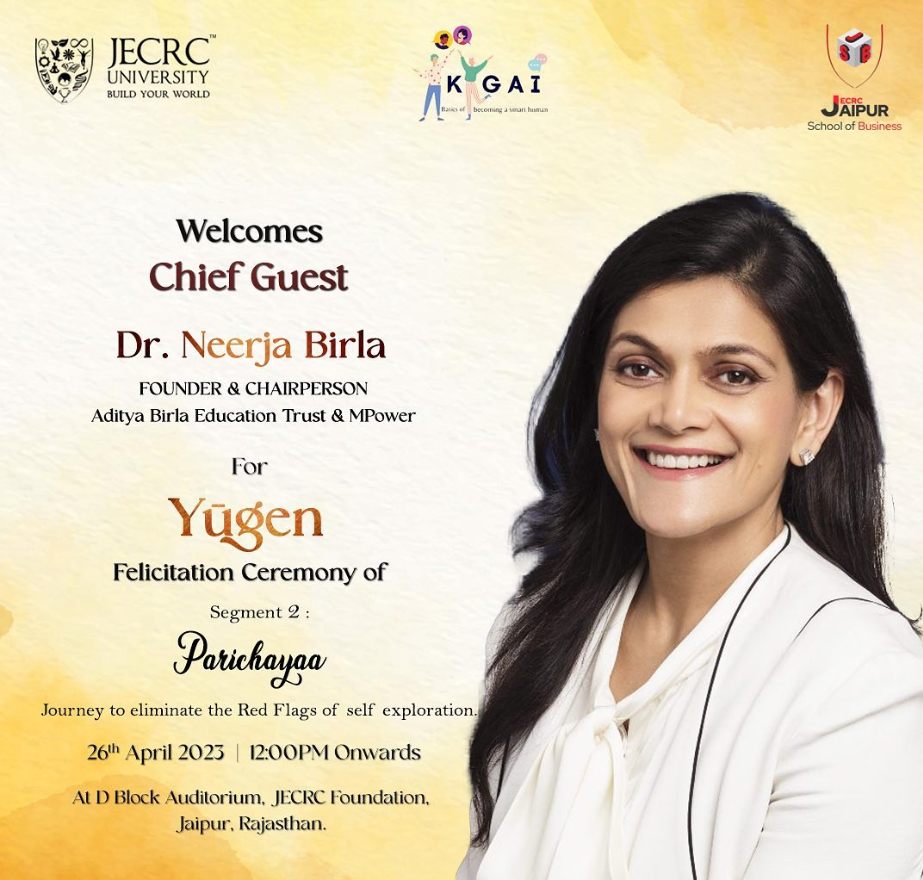 JECRC™
UNIVERSITY
BUILD YOUR WORLD
K GAI
Basics of becoming a smart human
JSB
JECRC
JAIPUR
School of Business
Welcomes
Chief Guest
Dr. Neerja Birla
FOUNDER & CHAIRPERSON
Aditya Birla Education Trust & MPower
For
Yūgen
Felicitation Ceremony of
Segment 2 :
Parichayaa
Journey to eliminate the Red Flags of self exploration.
26th April 2023 | 12:00PM Onwards
At D Block Auditorium, JECRC Foundation,
Jaipur, Rajasthan.